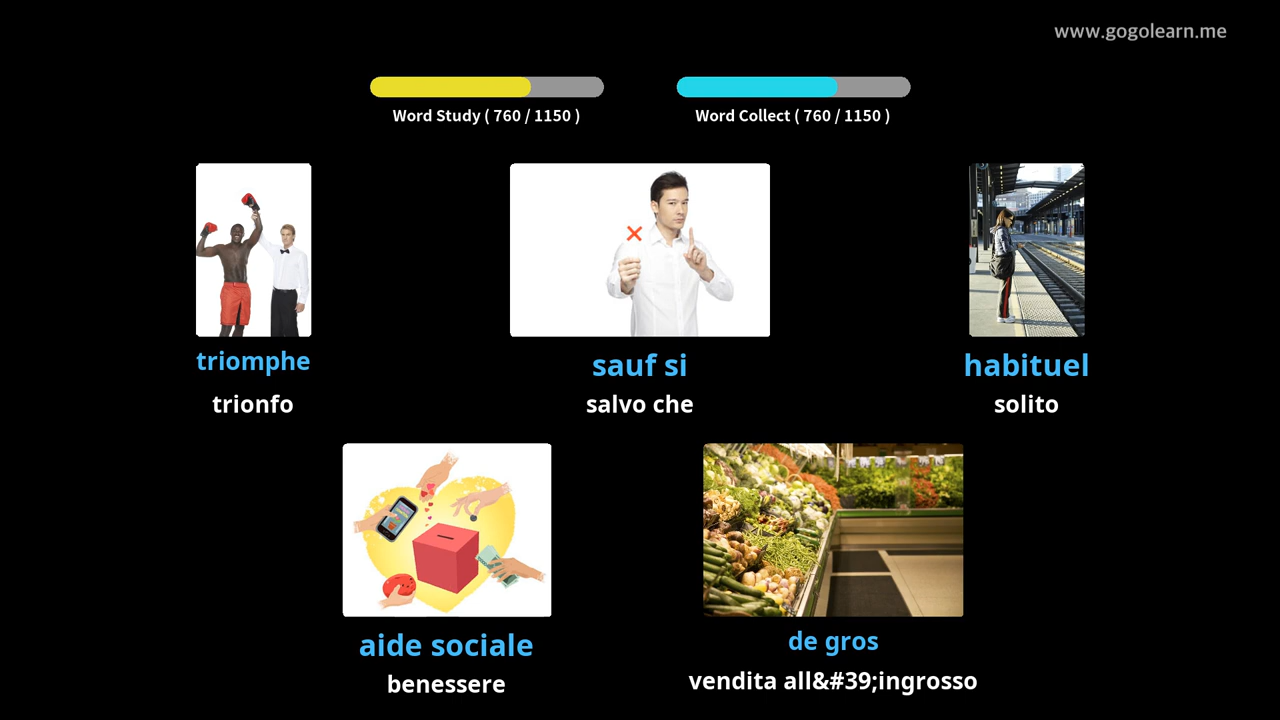 www.gogolearn.me
Word Study ( 760 / 1150 )
Word Collect ( 760 / 1150 )
triomphe
trionfo
sauf si
salvo che
habituel
solito
aide sociale
benessere
de gros
vendita all&#39;ingrosso